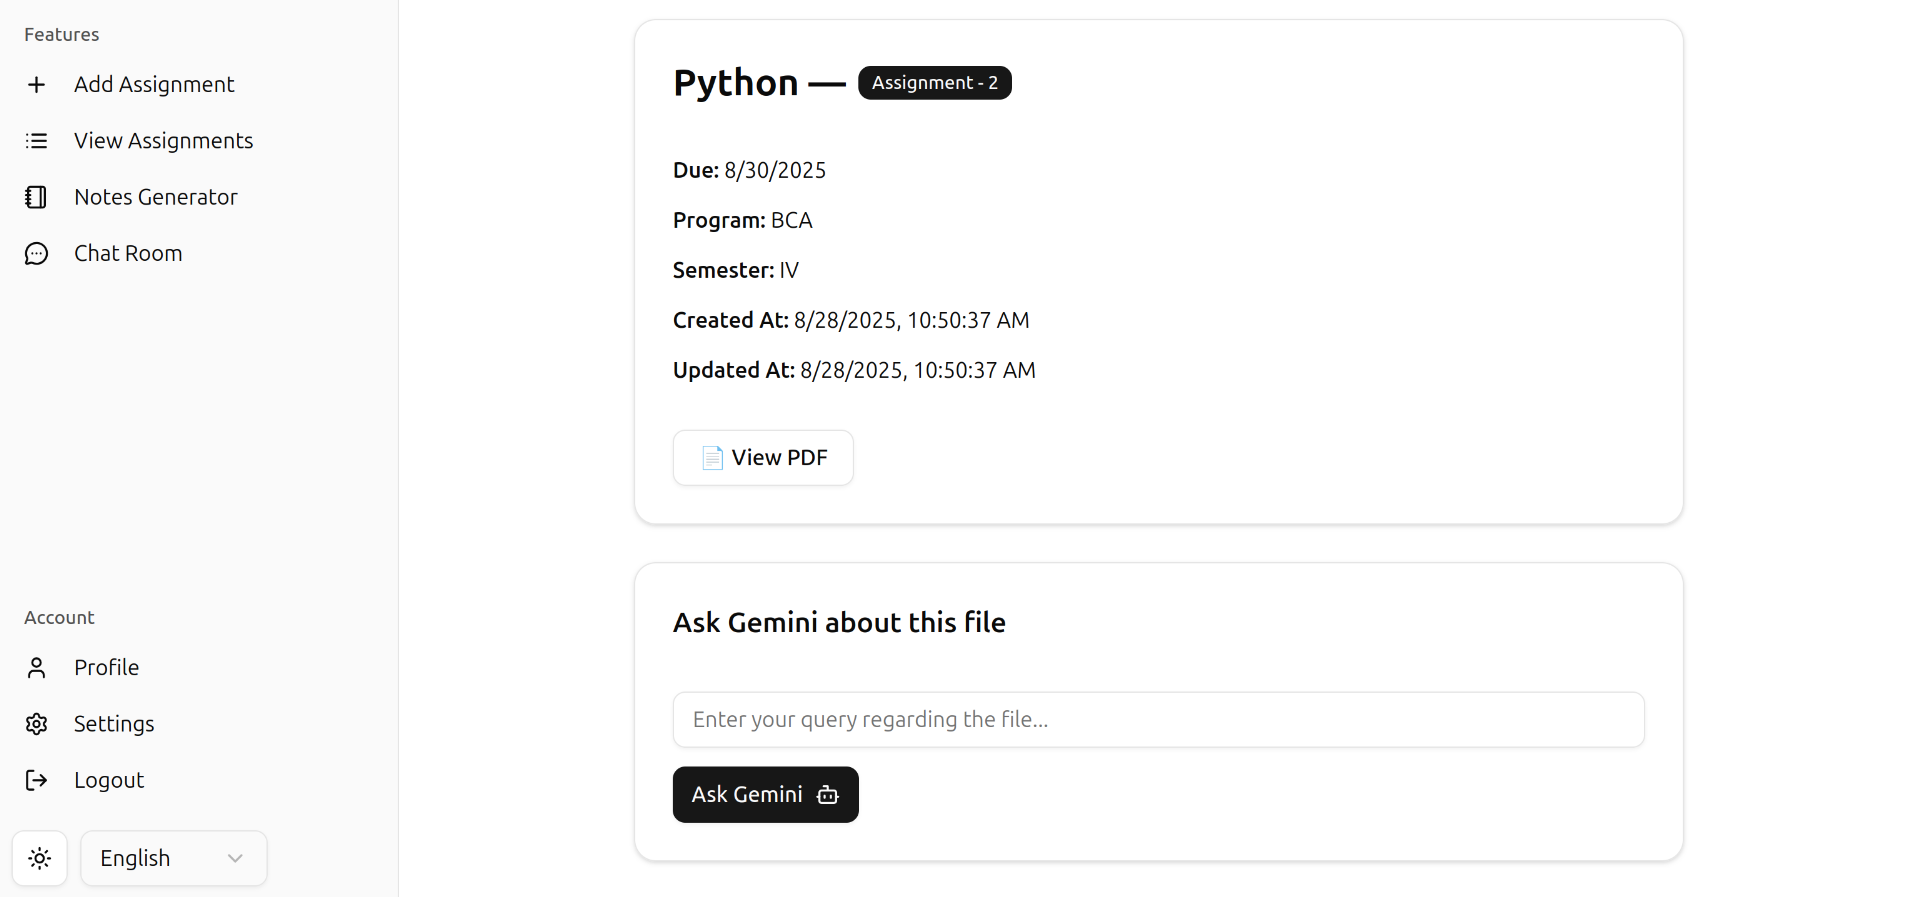 Features
Add Assignment
View Assignments
Notes Generator
Chat Room
Account
Profile
Settings
Logout
English
Python — Assignment - 2
Due: 8/30/2025
Program: BCA
Semester: IV
Created At: 8/28/2025, 10:50:37 AM
Updated At: 8/28/2025, 10:50:37 AM
View PDF
Ask Gemini about this file
Enter your query regarding the file...
Ask Gemini